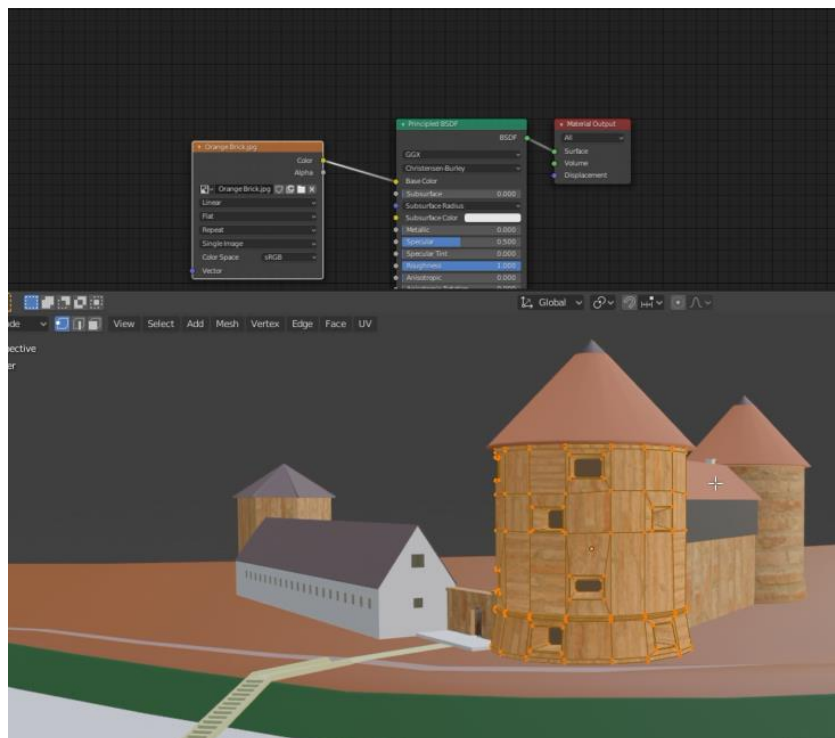 Orange Brick.jpg
Color
Alpha
Orange Brick.jpg
Linear
Flat
Repeat
Single Image
Color Space sRGB
Vector
Principled BSDF
BSDF
GGX
Christensen-Burley
Base Color
Subsurface 0.000
Subsurface Radius
Subsurface Color
Metallic 0.000
Specular 0.500
Specular Tint 0.000
Roughness 1.000
Anisotropic 0.000
Material Output
All
Surface
Volume
Displacement
Global
de View Select Add Mesh Vertex Edge Face UV
pective
er